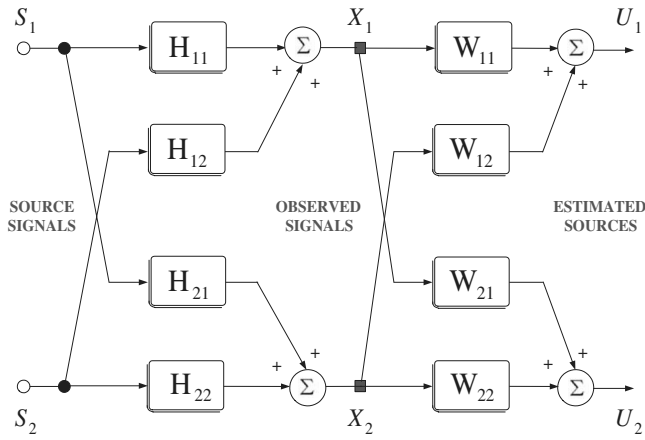 S1 X1 U1
H11 Σ W11 Σ
+ + + +
H12 W12
SOURCE SIGNALS OBSERVED SIGNALS ESTIMATED SOURCES
H21 W21
+ +
H22 + Σ W22 + Σ
S2 X2 U2